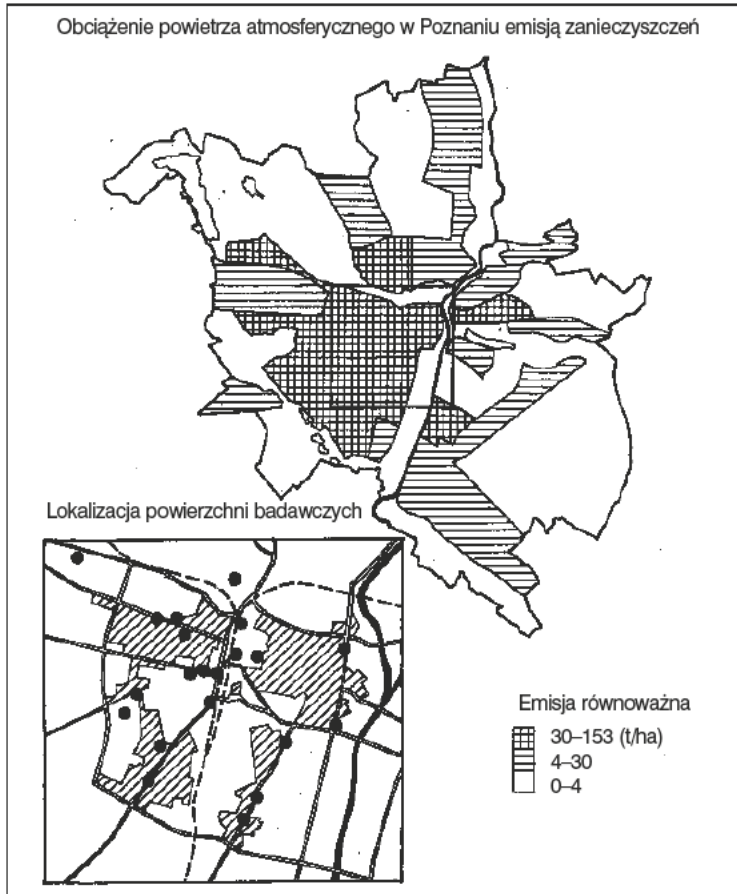 Obciążenie powietrza atmosferycznego w Poznaniu emisją zanieczyszczeń
Lokalizacja powierzchni badawczych
Emisja równoważna
30–153 (t/ha)
4–30
0–4